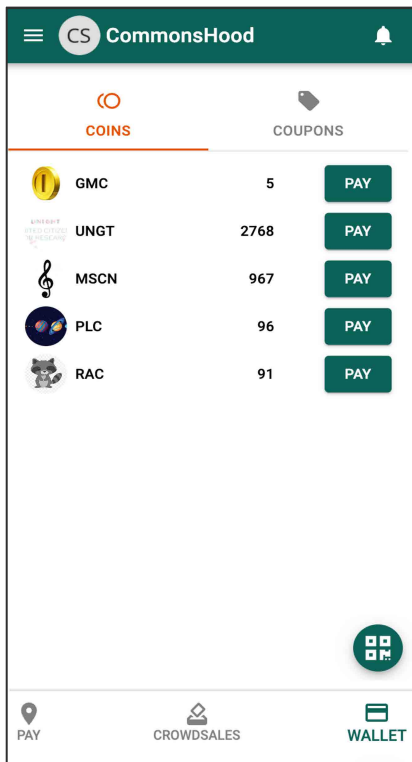 CS CommonsHood
COINS COUPONS
GMC 5 PAY
UNGT 2768 PAY
MSCN 967 PAY
PLC 96 PAY
RAC 91 PAY
PAY CROWDSALES WALLET